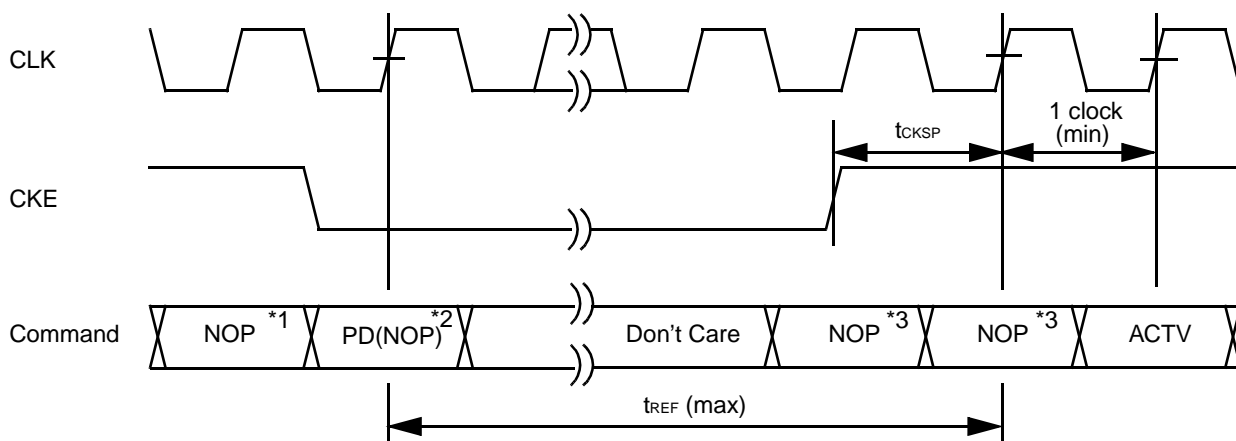 CLK
tCKSP
1 clock
(min)
CKE
Command
NOP *1
PD(NOP) *2
Don't Care
NOP *3
NOP *3
ACTV
tREF (max)